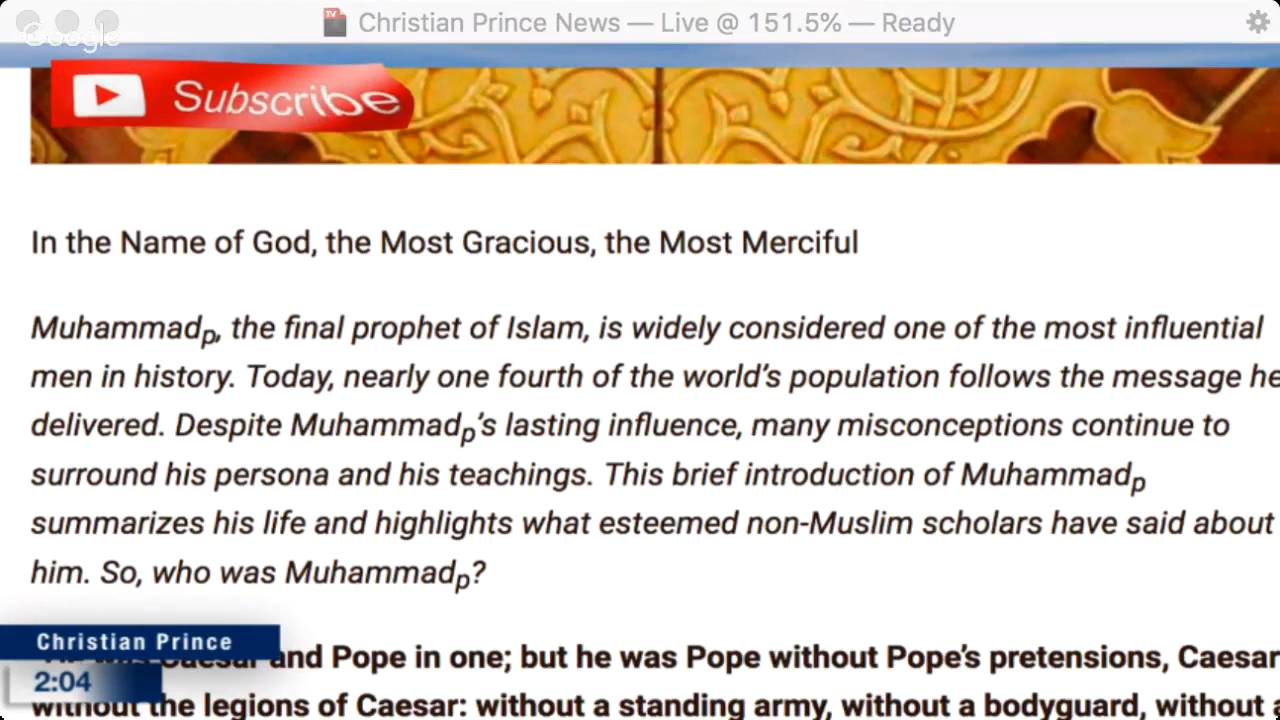 Christian Prince News — Live @ 151.5% — Ready
Google
Subscribe
In the Name of God, the Most Gracious, the Most Merciful
Muhammadp, the final prophet of Islam, is widely considered one of the most influential
men in history. Today, nearly one fourth of the world's population follows the message he
delivered. Despite Muhammadp's lasting influence, many misconceptions continue to
surround his persona and his teachings. This brief introduction of Muhammadp
summarizes his life and highlights what esteemed non-Muslim scholars have said about
him. So, who was Muhammadp?
Christian Prince
Caesar and Pope in one; but he was Pope without Pope's pretensions, Caesar
2:04
without the legions of Caesar: without a standing army, without a bodyguard, without a